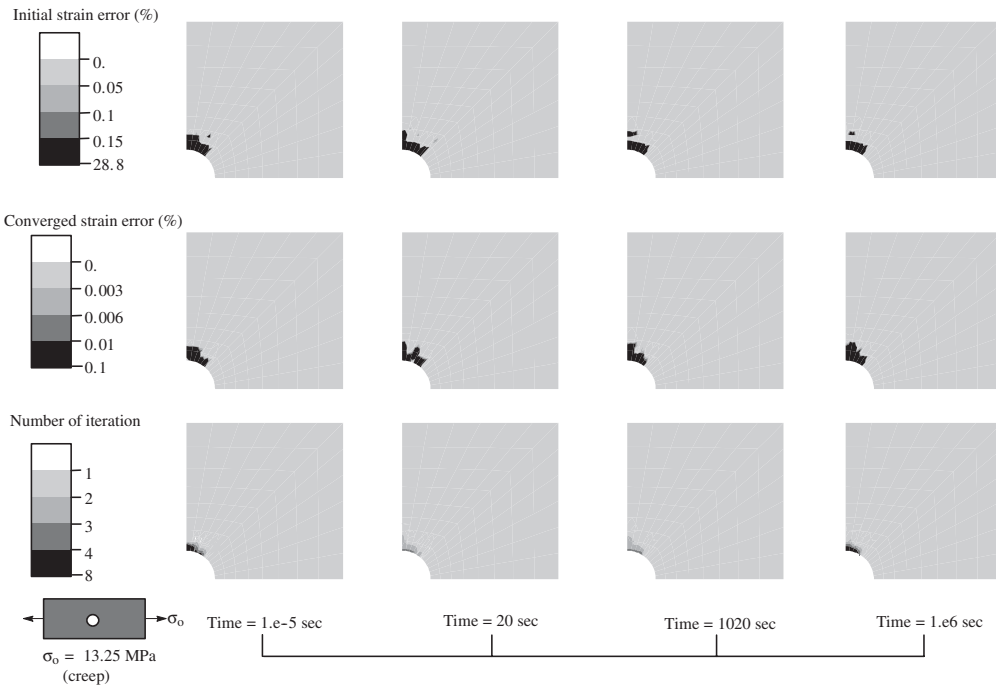 Initial strain error (%)
0.
0.05
0.1
0.15
28.8
Converged strain error (%)
0.
0.003
0.006
0.01
0.1
Number of iteration
1
2
3
4
8
σo
σo = 13.25 MPa
(creep)
Time = 1.e-5 sec
Time = 20 sec
Time = 1020 sec
Time = 1.e6 sec